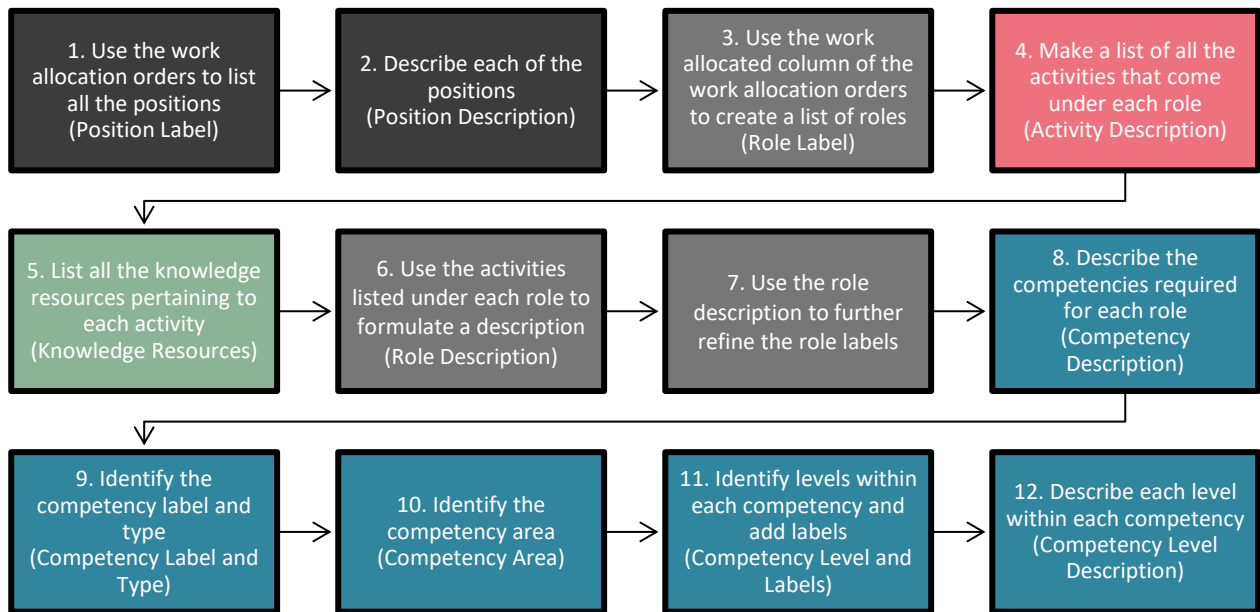 1. Use the work
allocation orders to list
all the positions
(Position Label)
2. Describe each of the
positions
(Position Description)
3. Use the work
allocated column of the
work allocation orders
to create a list of roles
(Role Label)
4. Make a list of all the
activities that come
under each role
(Activity Description)
5. List all the knowledge
resources pertaining to
each activity
(Knowledge Resources)
6. Use the activities
listed under each role to
formulate a description
(Role Description)
7. Use the role
description to further
refine the role labels
8. Describe the
competencies required
for each role
(Competency
Description)
9. Identify the
competency label and
type
(Competency Label and
Type)
10. Identify the
competency area
(Competency Area)
11. Identify levels within
each competency and
add labels
(Competency Level and
Labels)
12. Describe each level
within each competency
(Competency Level
Description)